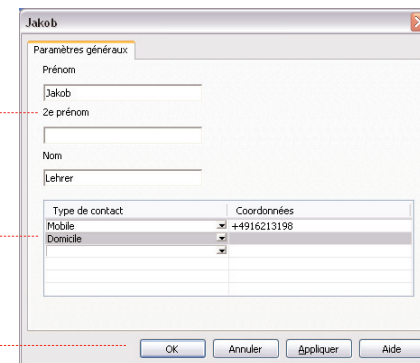 Jakob
Paramètres généraux
Prénom
Jakob
2e prénom
Nom
Lehrer
Type de contact Coordonnées
Mobile +4916213198
Domicile
OK Annuler Appliquer Aide